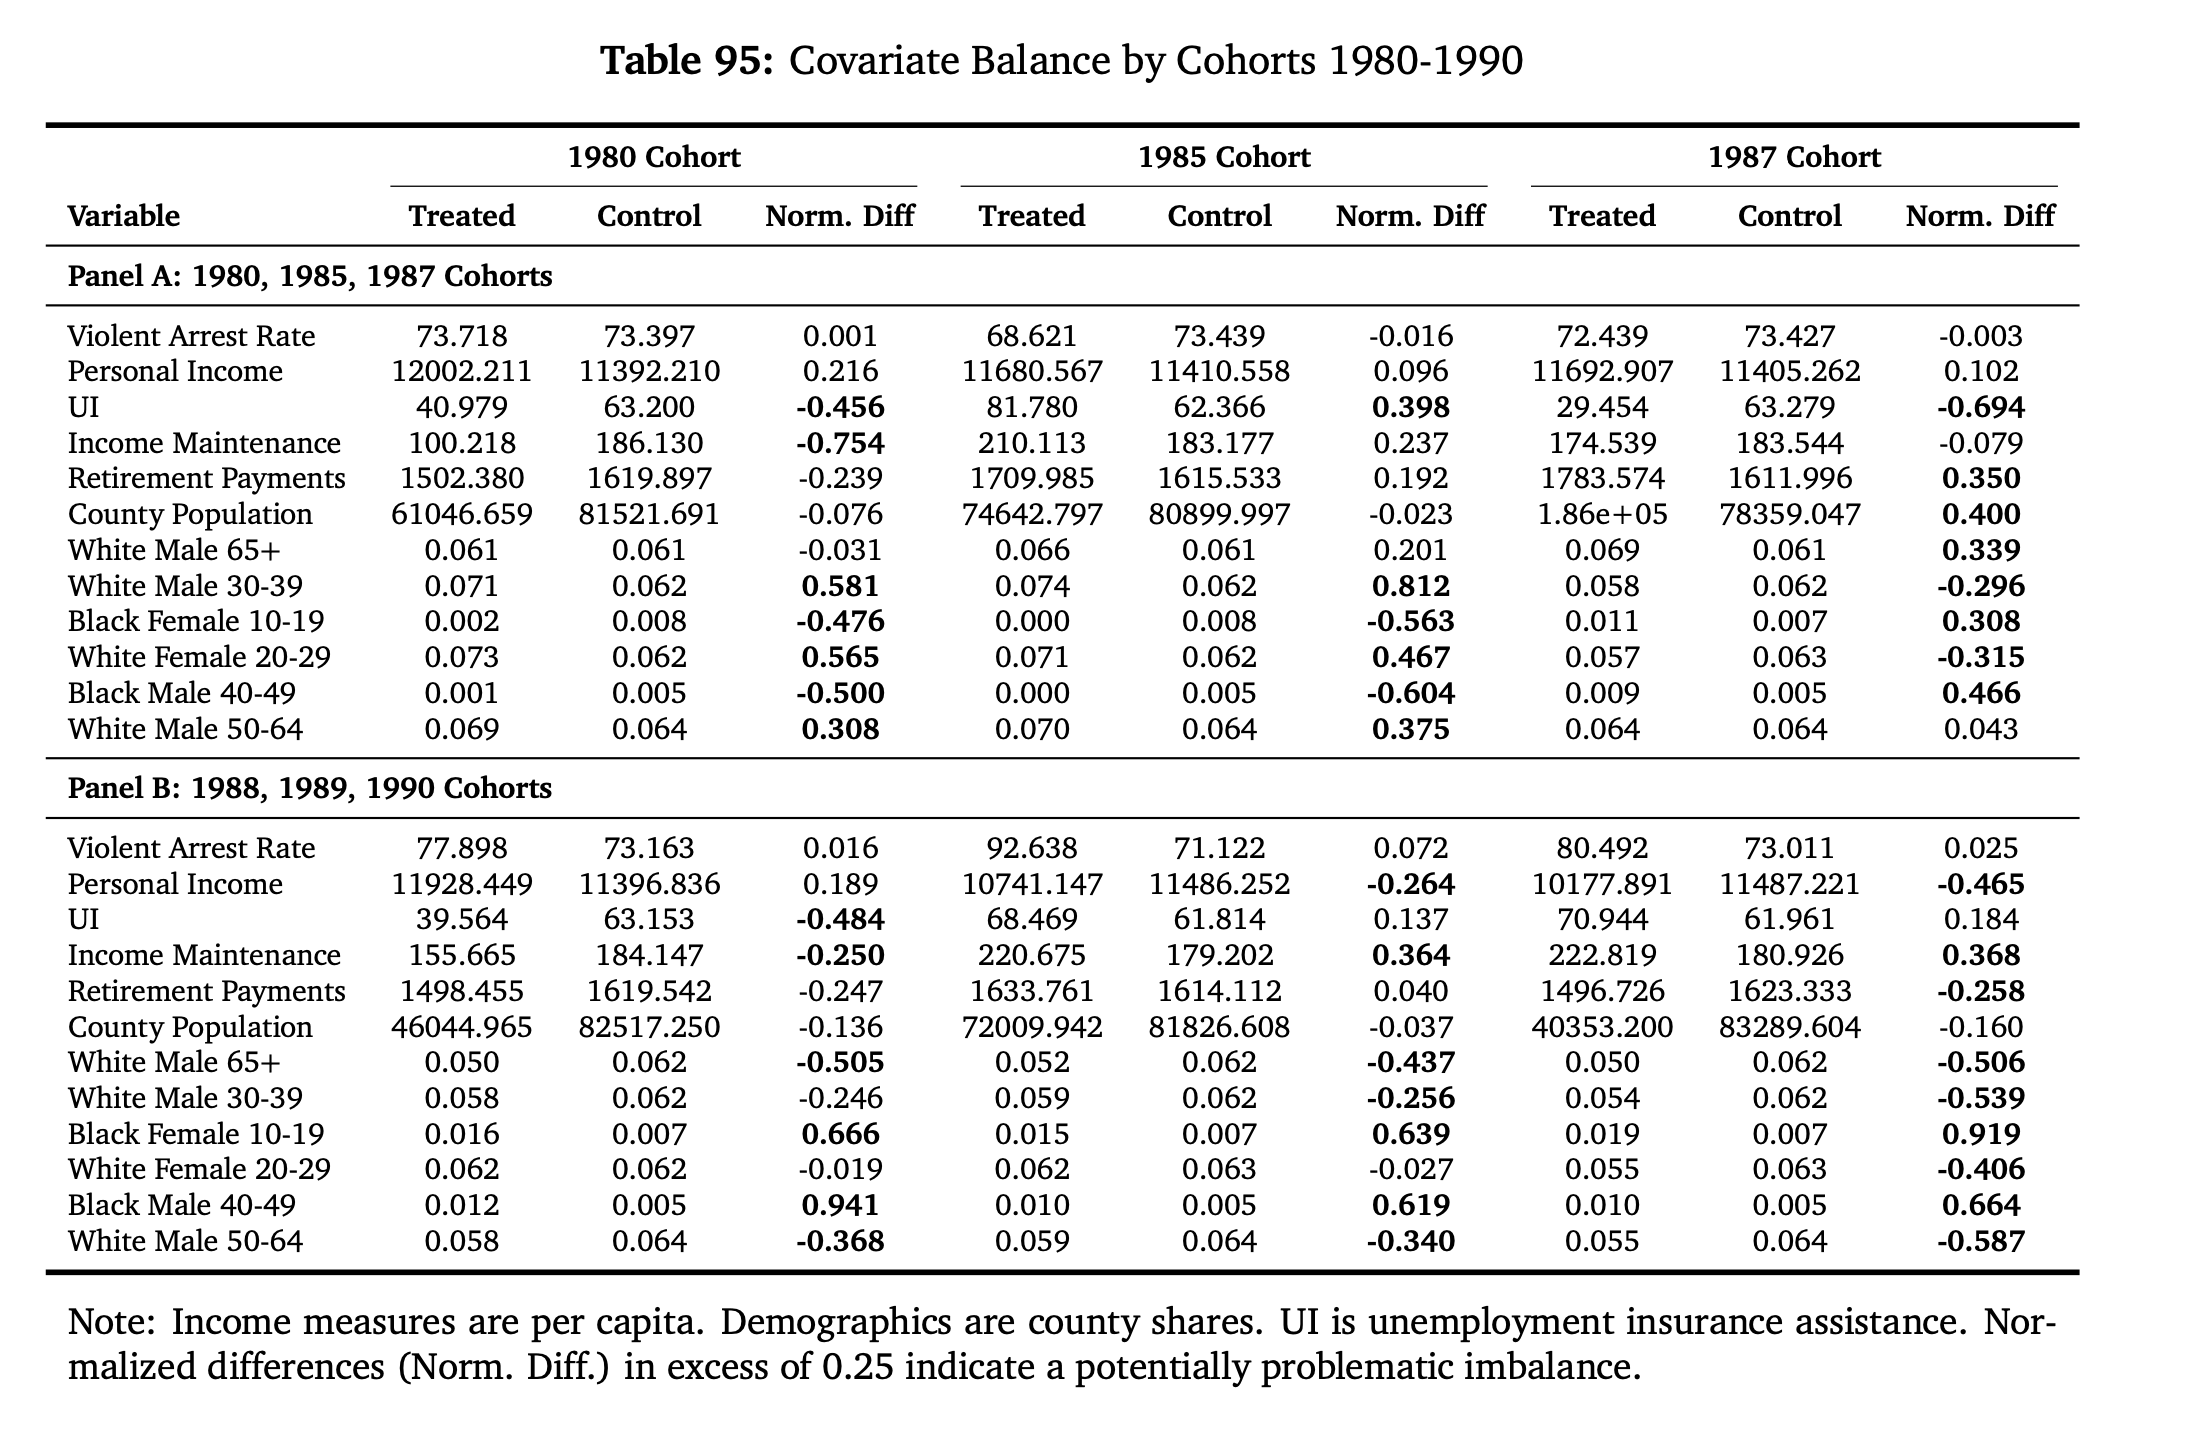 Table 95: Covariate Balance by Cohorts 1980-1990
1980 Cohort 1985 Cohort 1987 Cohort
Variable Treated Control Norm. Diff Treated Control Norm. Diff Treated Control Norm. Diff
Panel A: 1980, 1985, 1987 Cohorts
Violent Arrest Rate 73.718 73.397 0.001 68.621 73.439 -0.016 72.439 73.427 -0.003
Personal Income 12002.211 11392.210 0.216 11680.567 11410.558 0.096 11692.907 11405.262 0.102
UI 40.979 63.200 -0.456 81.780 62.366 0.398 29.454 63.279 -0.694
Income Maintenance 100.218 186.130 -0.754 210.113 183.177 0.237 174.539 183.544 -0.079
Retirement Payments 1502.380 1619.897 -0.239 1709.985 1615.533 0.192 1783.574 1611.996 0.350
County Population 61046.659 81521.691 -0.076 74642.797 80899.997 -0.023 1.86e+05 78359.047 0.400
White Male 65+ 0.061 0.061 -0.031 0.066 0.061 0.201 0.069 0.061 0.339
White Male 30-39 0.071 0.062 0.581 0.074 0.062 0.812 0.058 0.062 -0.296
Black Female 10-19 0.002 0.008 -0.476 0.000 0.008 -0.563 0.011 0.007 0.308
White Female 20-29 0.073 0.062 0.565 0.071 0.062 0.467 0.057 0.063 -0.315
Black Male 40-49 0.001 0.005 -0.500 0.000 0.005 -0.604 0.009 0.005 0.466
White Male 50-64 0.069 0.064 0.308 0.070 0.064 0.375 0.064 0.064 0.043
Panel B: 1988, 1989, 1990 Cohorts
Violent Arrest Rate 77.898 73.163 0.016 92.638 71.122 0.072 80.492 73.011 0.025
Personal Income 11928.449 11396.836 0.189 10741.147 11486.252 -0.264 10177.891 11487.221 -0.465
UI 39.564 63.153 -0.484 68.469 61.814 0.137 70.944 61.961 0.184
Income Maintenance 155.665 184.147 -0.250 220.675 179.202 0.364 222.819 180.926 0.368
Retirement Payments 1498.455 1619.542 -0.247 1633.761 1614.112 0.040 1496.726 1623.333 -0.258
County Population 46044.965 82517.250 -0.136 72009.942 81826.608 -0.037 40353.200 83289.604 -0.160
White Male 65+ 0.050 0.062 -0.505 0.052 0.062 -0.437 0.050 0.062 -0.506
White Male 30-39 0.058 0.062 -0.246 0.059 0.062 -0.256 0.054 0.062 -0.539
Black Female 10-19 0.016 0.007 0.666 0.015 0.007 0.639 0.019 0.007 0.919
White Female 20-29 0.062 0.062 -0.019 0.062 0.063 -0.027 0.055 0.063 -0.406
Black Male 40-49 0.012 0.005 0.941 0.010 0.005 0.619 0.010 0.005 0.664
White Male 50-64 0.058 0.064 -0.368 0.059 0.064 -0.340 0.055 0.064 -0.587
Note: Income measures are per capita. Demographics are county shares. UI is unemployment insurance assistance. Nor-
malized differences (Norm. Diff.) in excess of 0.25 indicate a potentially problematic imbalance.